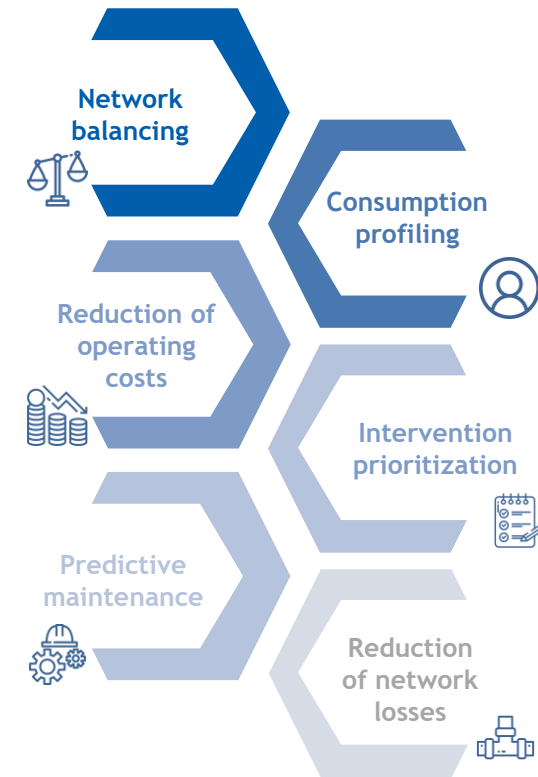 Network
balancing
Consumption
profiling
Reduction of
operating
costs
Intervention
prioritization
Predictive
maintenance
Reduction
of network
losses